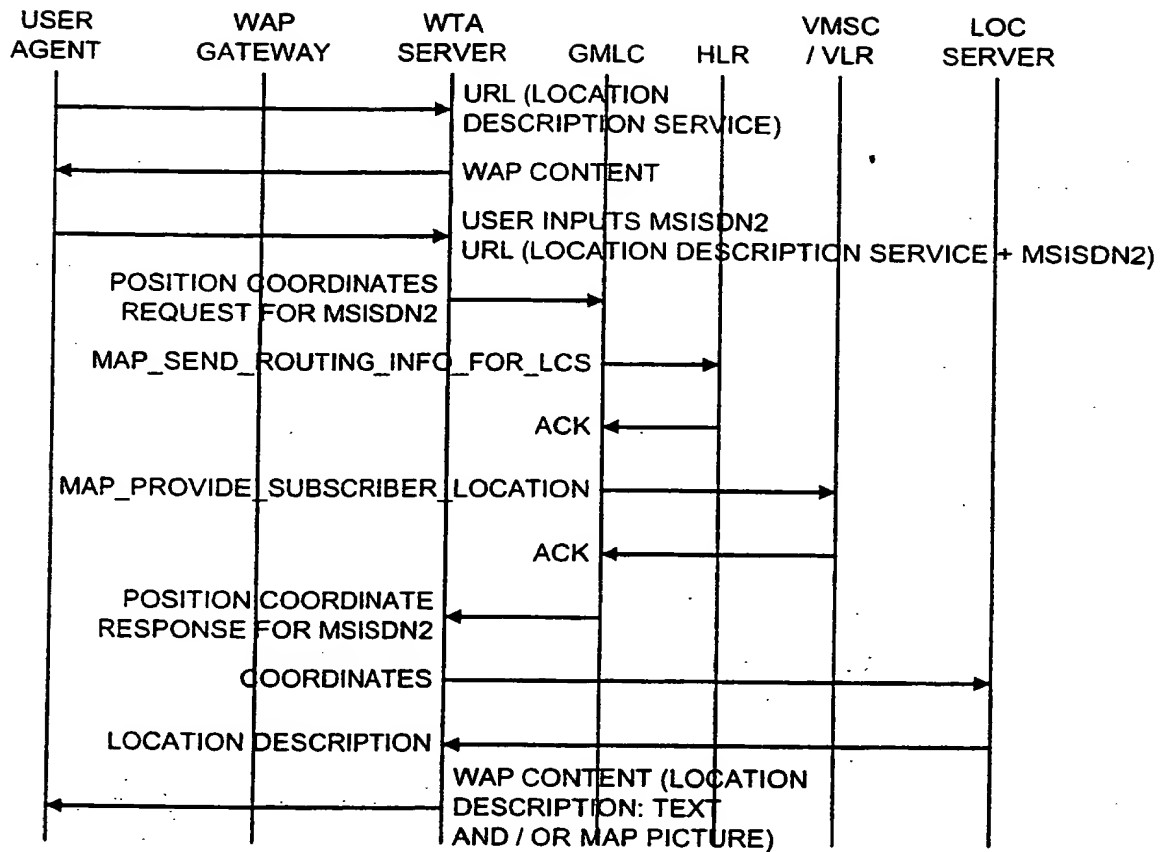 USER
AGENT
WAP
GATEWAY
WTA
SERVER
GMLC
HLR
VMSC
/ VLR
LOC
SERVER
URL (LOCATION
DESCRIPTION SERVICE)
WAP CONTENT
USER INPUTS MSISDN2
URL (LOCATION DESCRIPTION SERVICE + MSISDN2)
POSITION COORDINATES
REQUEST FOR MSISDN2
MAP_SEND_ROUTING_INFO_FOR_LCS
ACK
MAP_PROVIDE_SUBSCRIBER_LOCATION
ACK
POSITION COORDINATE
RESPONSE FOR MSISDN2
COORDINATES
LOCATION DESCRIPTION
WAP CONTENT (LOCATION
DESCRIPTION: TEXT
AND / OR MAP PICTURE)